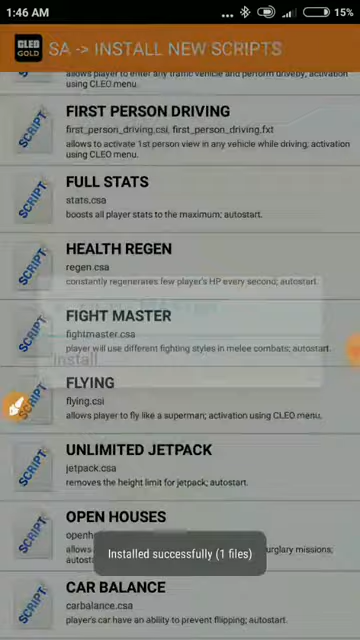 1:46 AM
... 15%
CLEO
GOLD
SA -> INSTALL NEW SCRIPTS
allows player to enter any traffic vehicle and perform driveby; activation
using CLEO menu.
SCRIPT
FIRST PERSON DRIVING
first_person_driving.csi, first_person_driving.fxt
allows to activate 1st person view in any vehicle while driving; activation
using CLEO menu.
SCRIPT
FULL STATS
stats.csa
boosts all player stats to the maximum; autostart.
SCRIPT
HEALTH REGEN
regen.csa
constantly regenerates few player's HP every second; autostart.
SCRIPT
FIGHT MASTER
fightmaster.csa
player will use different fighting styles in melee combats; autostart.
install
SCRIPT
FLYING
flying.csi
allows player to fly like a superman; activation using CLEO menu.
SCRIPT
UNLIMITED JETPACK
jetpack.csa
removes the height limit for jetpack; autostart.
SCRIPT
OPEN HOUSES
allows
urglary missions;
Installed successfully (1 files)
SCRIPT
CAR BALANCE
carbalance.csa
player's car have an ability to prevent flipping; autostart.